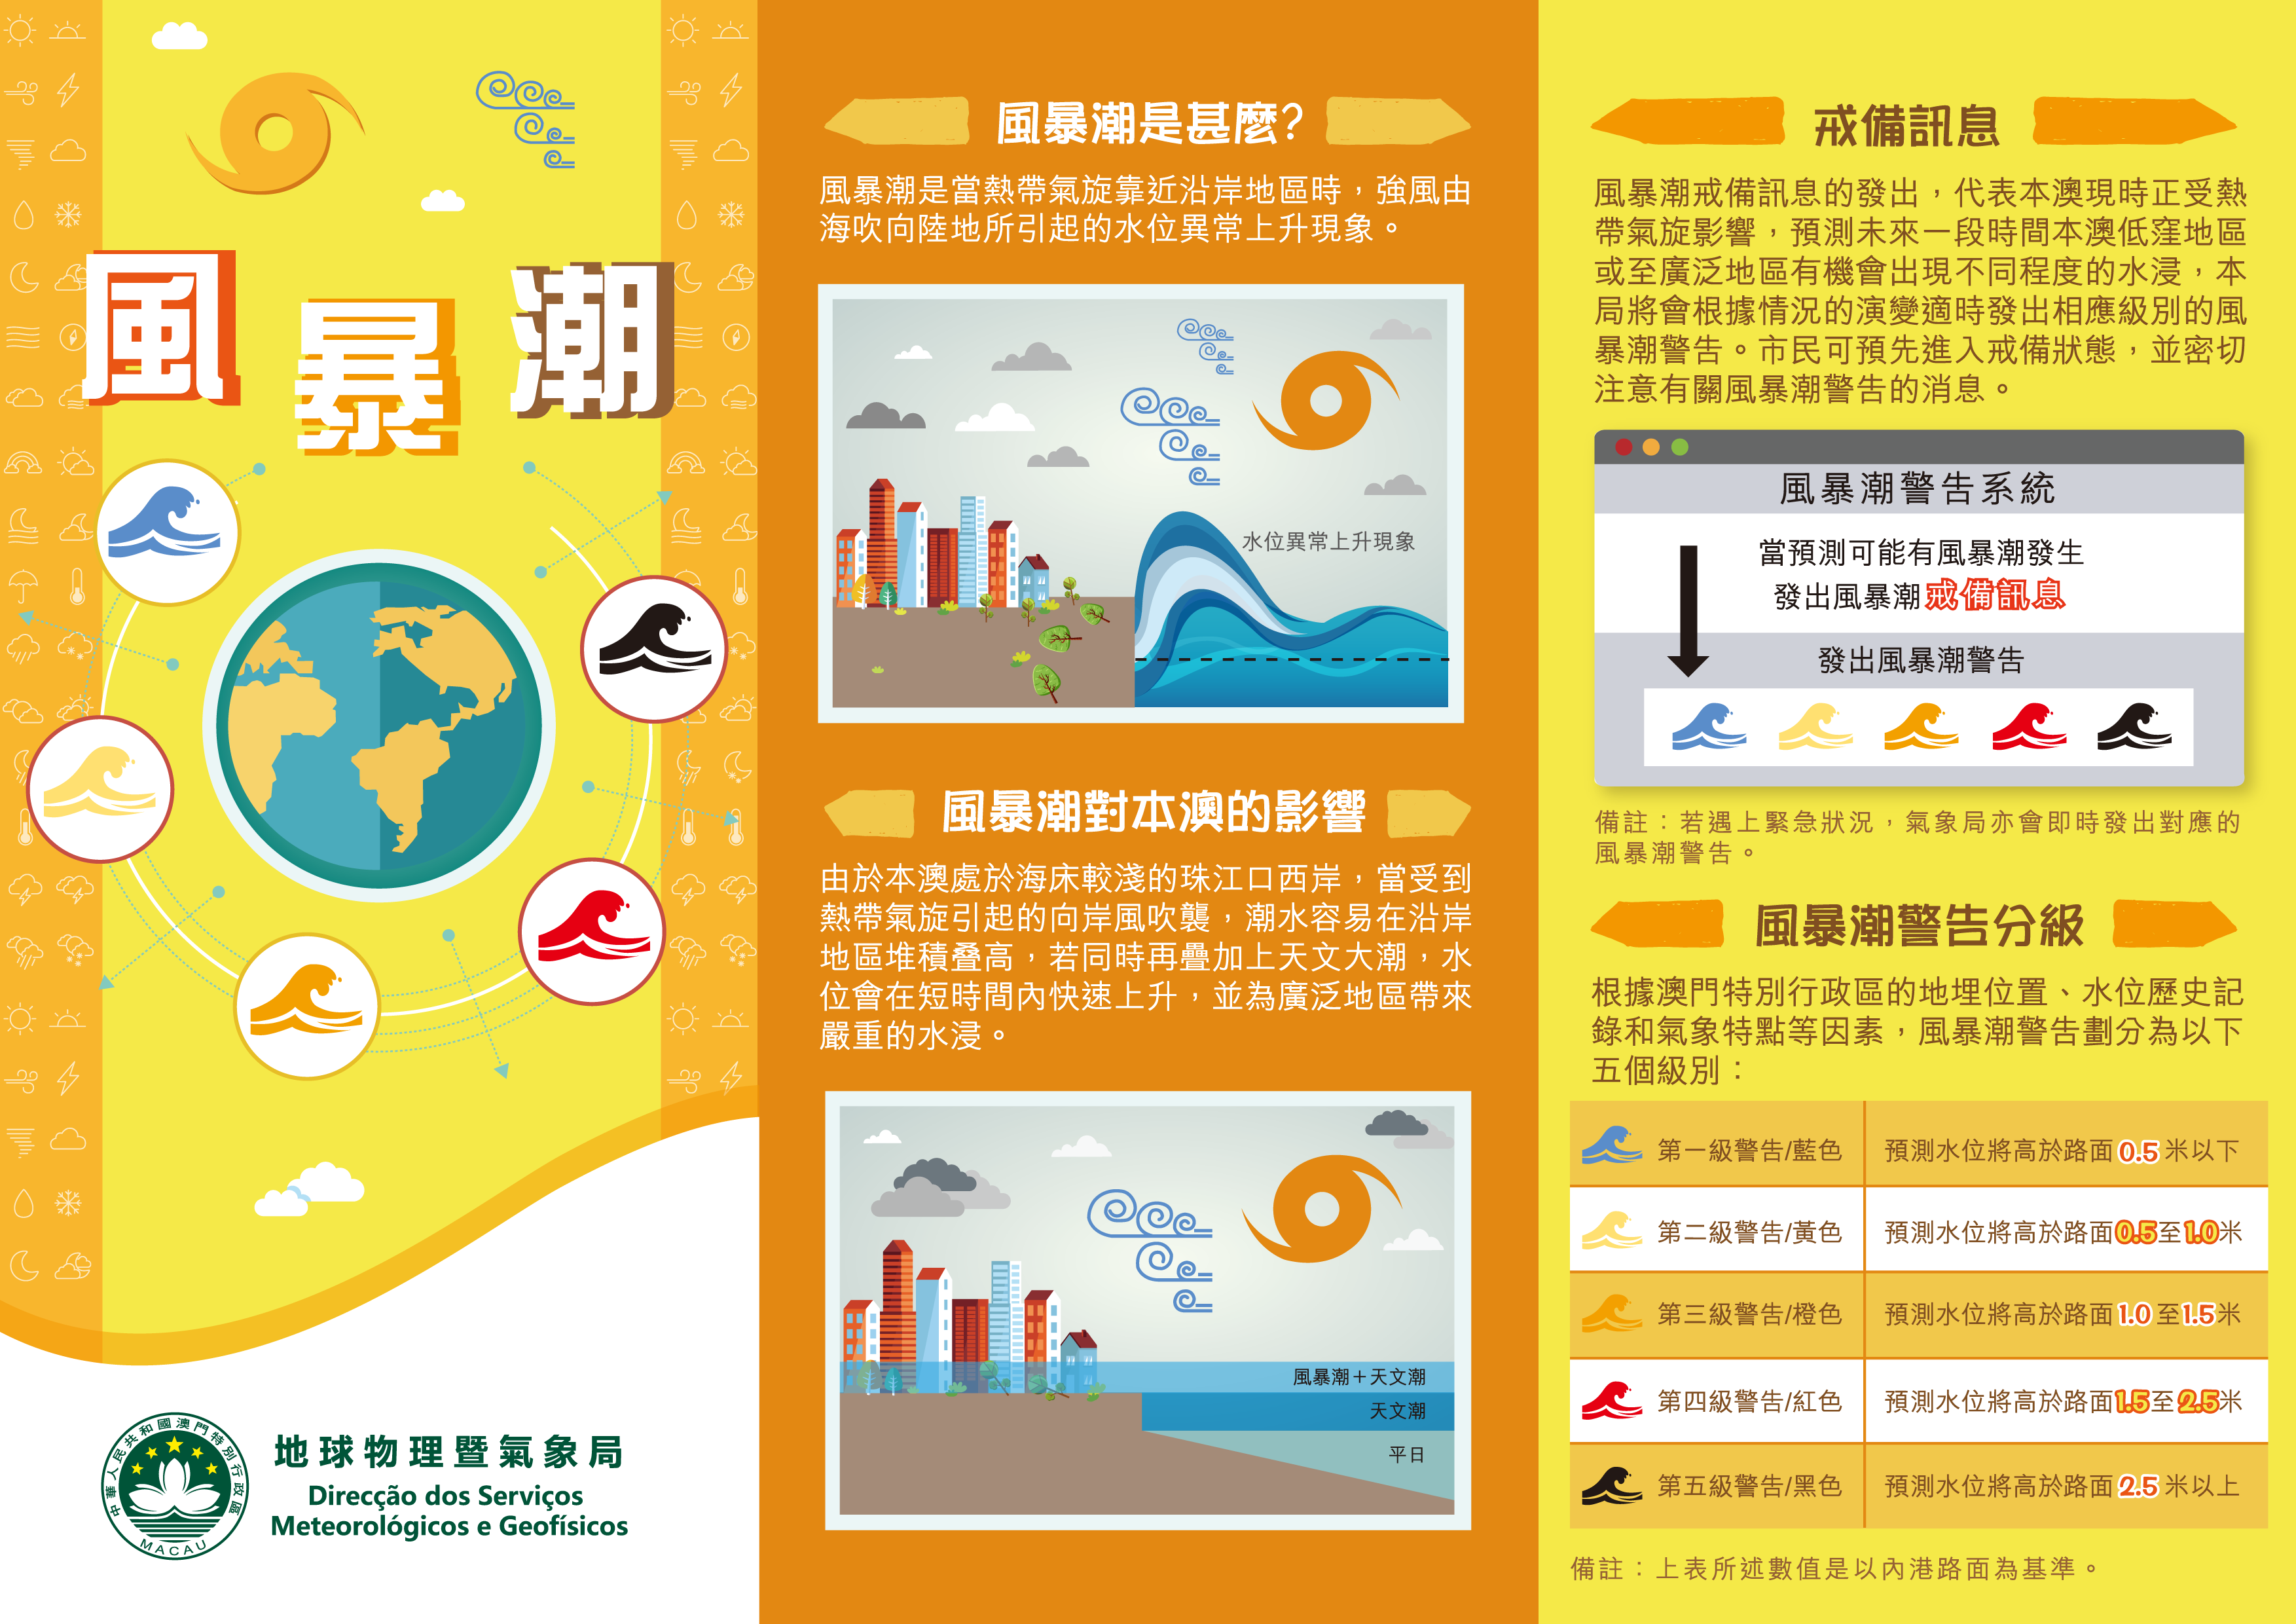 風暴潮
中華人民共和國澳門特別行政區
MACAU
地球物理暨氣象局
Direcção dos Serviços
Meteorológicos e Geofísicos
風暴潮是甚麼?
風暴潮是當熱帶氣旋靠近沿岸地區時，強風由
海吹向陸地所引起的水位異常上升現象。
水位異常上升現象
風暴潮對本澳的影響
由於本澳處於海床較淺的珠江口西岸，當受到
熱帶氣旋引起的向岸風吹襲，潮水容易在沿岸
地區堆積叠高，若同時再疊加上天文大潮，水
位會在短時間內快速上升，並為廣泛地區帶來
嚴重的水浸。
風暴潮＋天文潮
天文潮
平日
戒備訊息
風暴潮戒備訊息的發出，代表本澳現時正受熱
帶氣旋影響，預測未來一段時間本澳低窪地區
或至廣泛地區有機會出現不同程度的水浸，本
局將會根據情況的演變適時發出相應級別的風
暴潮警告。市民可預先進入戒備狀態，並密切
注意有關風暴潮警告的消息。
風暴潮警告系統
當預測可能有風暴潮發生
發出風暴潮戒備訊息
發出風暴潮警告
備註：若遇上緊急狀況，氣象局亦會即時發出對應的
風暴潮警告。
風暴潮警告分級
根據澳門特別行政區的地埋位置、水位歷史記
錄和氣象特點等因素，風暴潮警告劃分為以下
五個級別：
第一級警告/藍色 預測水位將高於路面0.5米以下
第二級警告/黃色 預測水位將高於路面0.5至1.0米
第三級警告/橙色 預測水位將高於路面1.0至1.5米
第四級警告/紅色 預測水位將高於路面1.5至2.5米
第五級警告/黑色 預測水位將高於路面2.5米以上
備註：上表所述數值是以內港路面為基準。